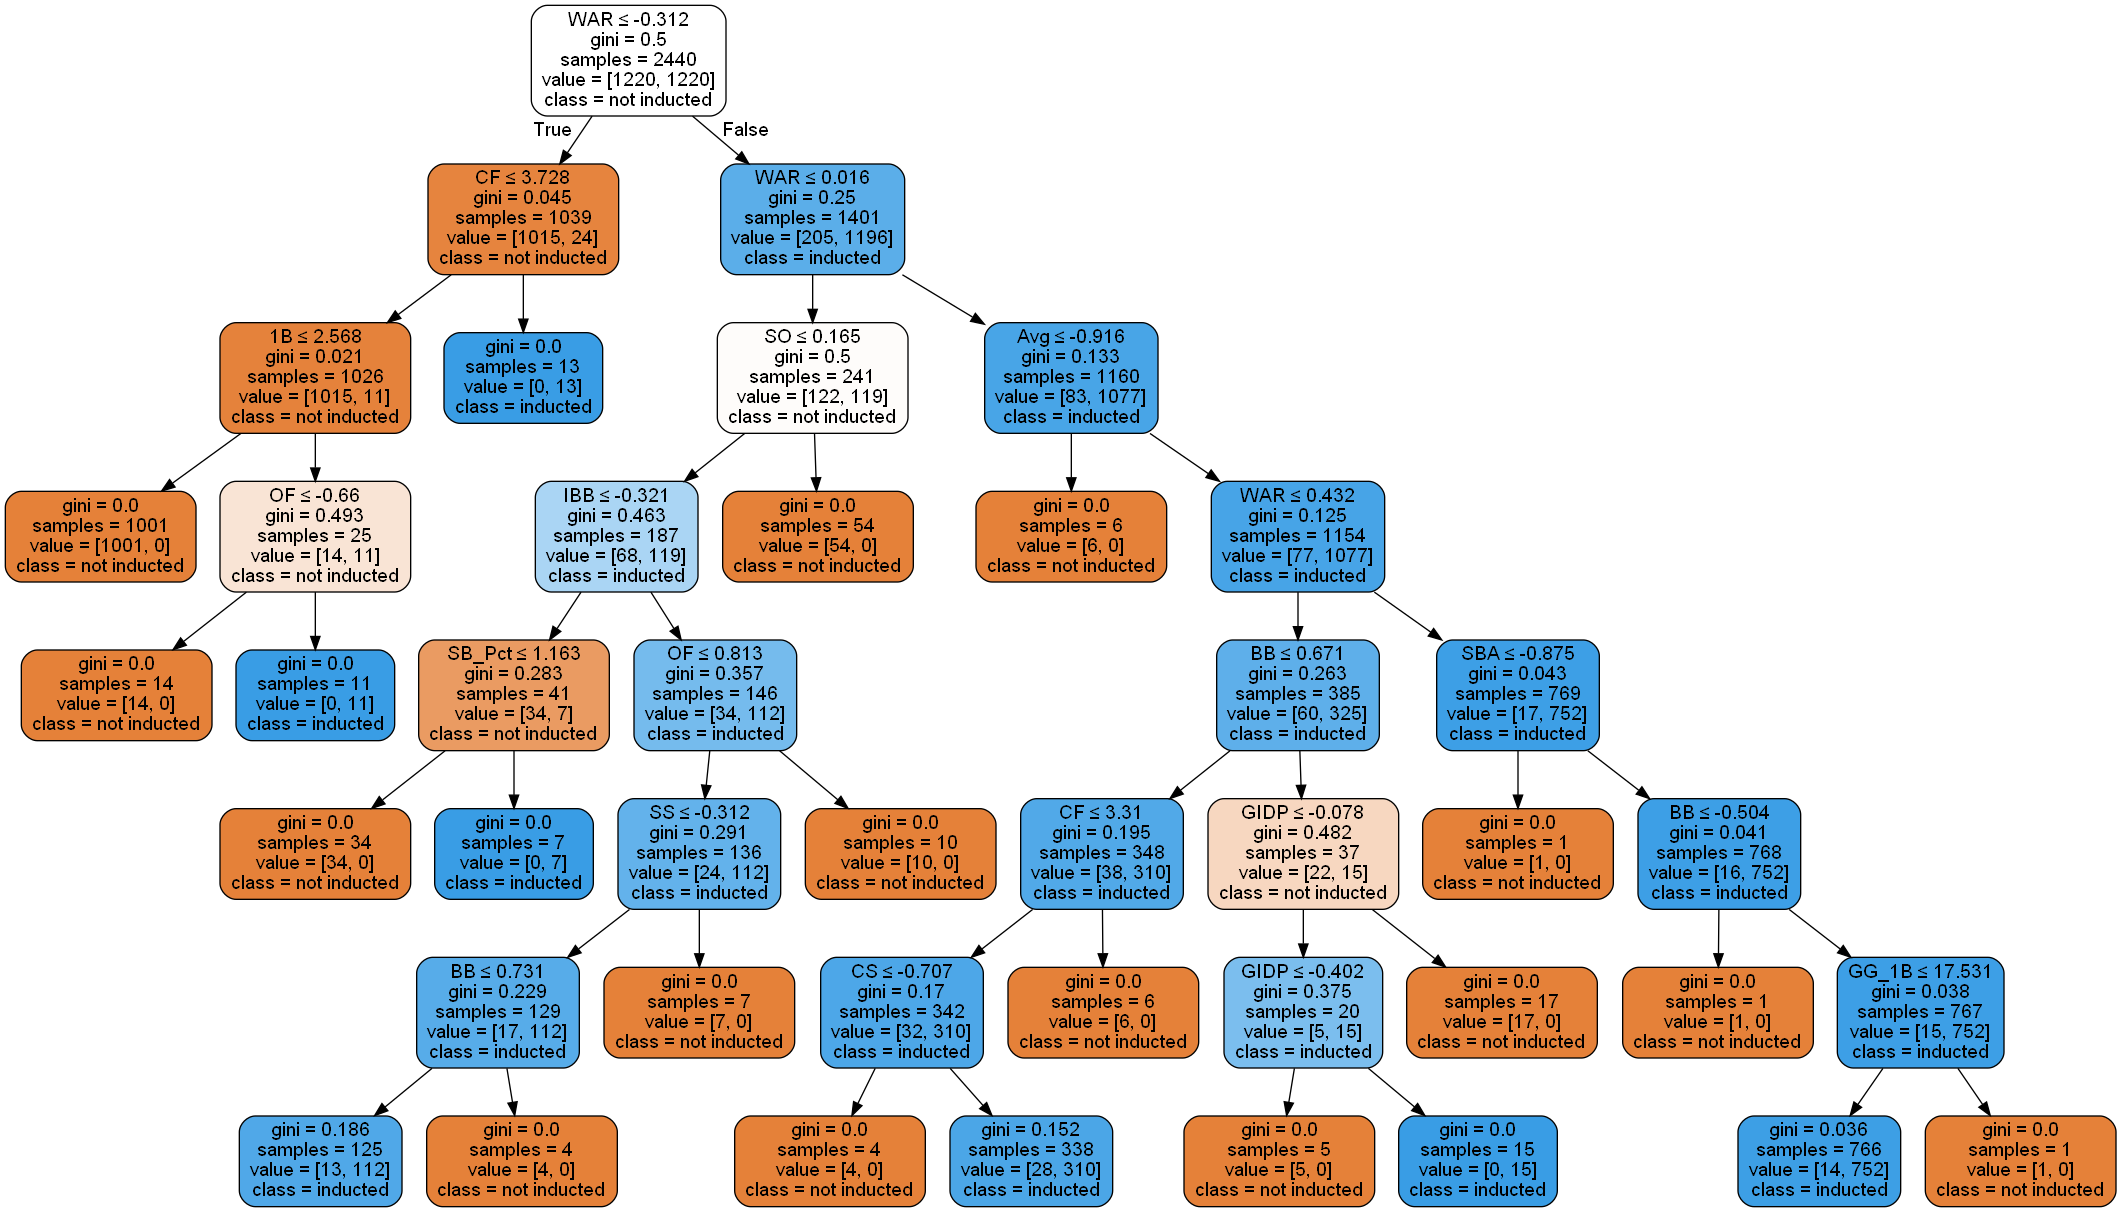 WAR ≤ -0.312
gini = 0.5
samples = 2440
value = [1220, 1220]
class = not inducted
True
False
CF ≤ 3.728
gini = 0.045
samples = 1039
value = [1015, 24]
class = not inducted
WAR ≤ 0.016
gini = 0.25
samples = 1401
value = [205, 1196]
class = inducted
1B ≤ 2.568
gini = 0.021
samples = 1026
value = [1015, 11]
class = not inducted
gini = 0.0
samples = 13
value = [0, 13]
class = inducted
SO ≤ 0.165
gini = 0.5
samples = 241
value = [122, 119]
class = not inducted
Avg ≤ -0.916
gini = 0.133
samples = 1160
value = [83, 1077]
class = inducted
gini = 0.0
samples = 1001
value = [1001, 0]
class = not inducted
OF ≤ -0.66
gini = 0.493
samples = 25
value = [14, 11]
class = not inducted
IBB ≤ -0.321
gini = 0.463
samples = 187
value = [68, 119]
class = inducted
gini = 0.0
samples = 54
value = [54, 0]
class = not inducted
gini = 0.0
samples = 6
value = [6, 0]
class = not inducted
WAR ≤ 0.432
gini = 0.125
samples = 1154
value = [77, 1077]
class = inducted
gini = 0.0
samples = 14
value = [14, 0]
class = not inducted
gini = 0.0
samples = 11
value = [0, 11]
class = inducted
SB_Pct ≤ 1.163
gini = 0.283
samples = 41
value = [34, 7]
class = not inducted
OF ≤ 0.813
gini = 0.357
samples = 146
value = [34, 112]
class = inducted
BB ≤ 0.671
gini = 0.263
samples = 385
value = [60, 325]
class = inducted
SBA ≤ -0.875
gini = 0.043
samples = 769
value = [17, 752]
class = inducted
gini = 0.0
samples = 34
value = [34, 0]
class = not inducted
gini = 0.0
samples = 7
value = [0, 7]
class = inducted
SS ≤ -0.312
gini = 0.291
samples = 136
value = [24, 112]
class = inducted
gini = 0.0
samples = 10
value = [10, 0]
class = not inducted
CF ≤ 3.31
gini = 0.195
samples = 348
value = [38, 310]
class = inducted
GIDP ≤ -0.078
gini = 0.482
samples = 37
value = [22, 15]
class = not inducted
gini = 0.0
samples = 1
value = [1, 0]
class = not inducted
BB ≤ -0.504
gini = 0.041
samples = 768
value = [16, 752]
class = inducted
BB ≤ 0.731
gini = 0.229
samples = 129
value = [17, 112]
class = inducted
gini = 0.0
samples = 7
value = [7, 0]
class = not inducted
CS ≤ -0.707
gini = 0.17
samples = 342
value = [32, 310]
class = inducted
gini = 0.0
samples = 6
value = [6, 0]
class = not inducted
GIDP ≤ -0.402
gini = 0.375
samples = 20
value = [5, 15]
class = inducted
gini = 0.0
samples = 17
value = [17, 0]
class = not inducted
gini = 0.0
samples = 1
value = [1, 0]
class = not inducted
GG_1B ≤ 17.531
gini = 0.038
samples = 767
value = [15, 752]
class = inducted
gini = 0.186
samples = 125
value = [13, 112]
class = inducted
gini = 0.0
samples = 4
value = [4, 0]
class = not inducted
gini = 0.0
samples = 4
value = [4, 0]
class = not inducted
gini = 0.152
samples = 338
value = [28, 310]
class = inducted
gini = 0.0
samples = 5
value = [5, 0]
class = not inducted
gini = 0.0
samples = 15
value = [0, 15]
class = inducted
gini = 0.036
samples = 766
value = [14, 752]
class = inducted
gini = 0.0
samples = 1
value = [1, 0]
class = not inducted